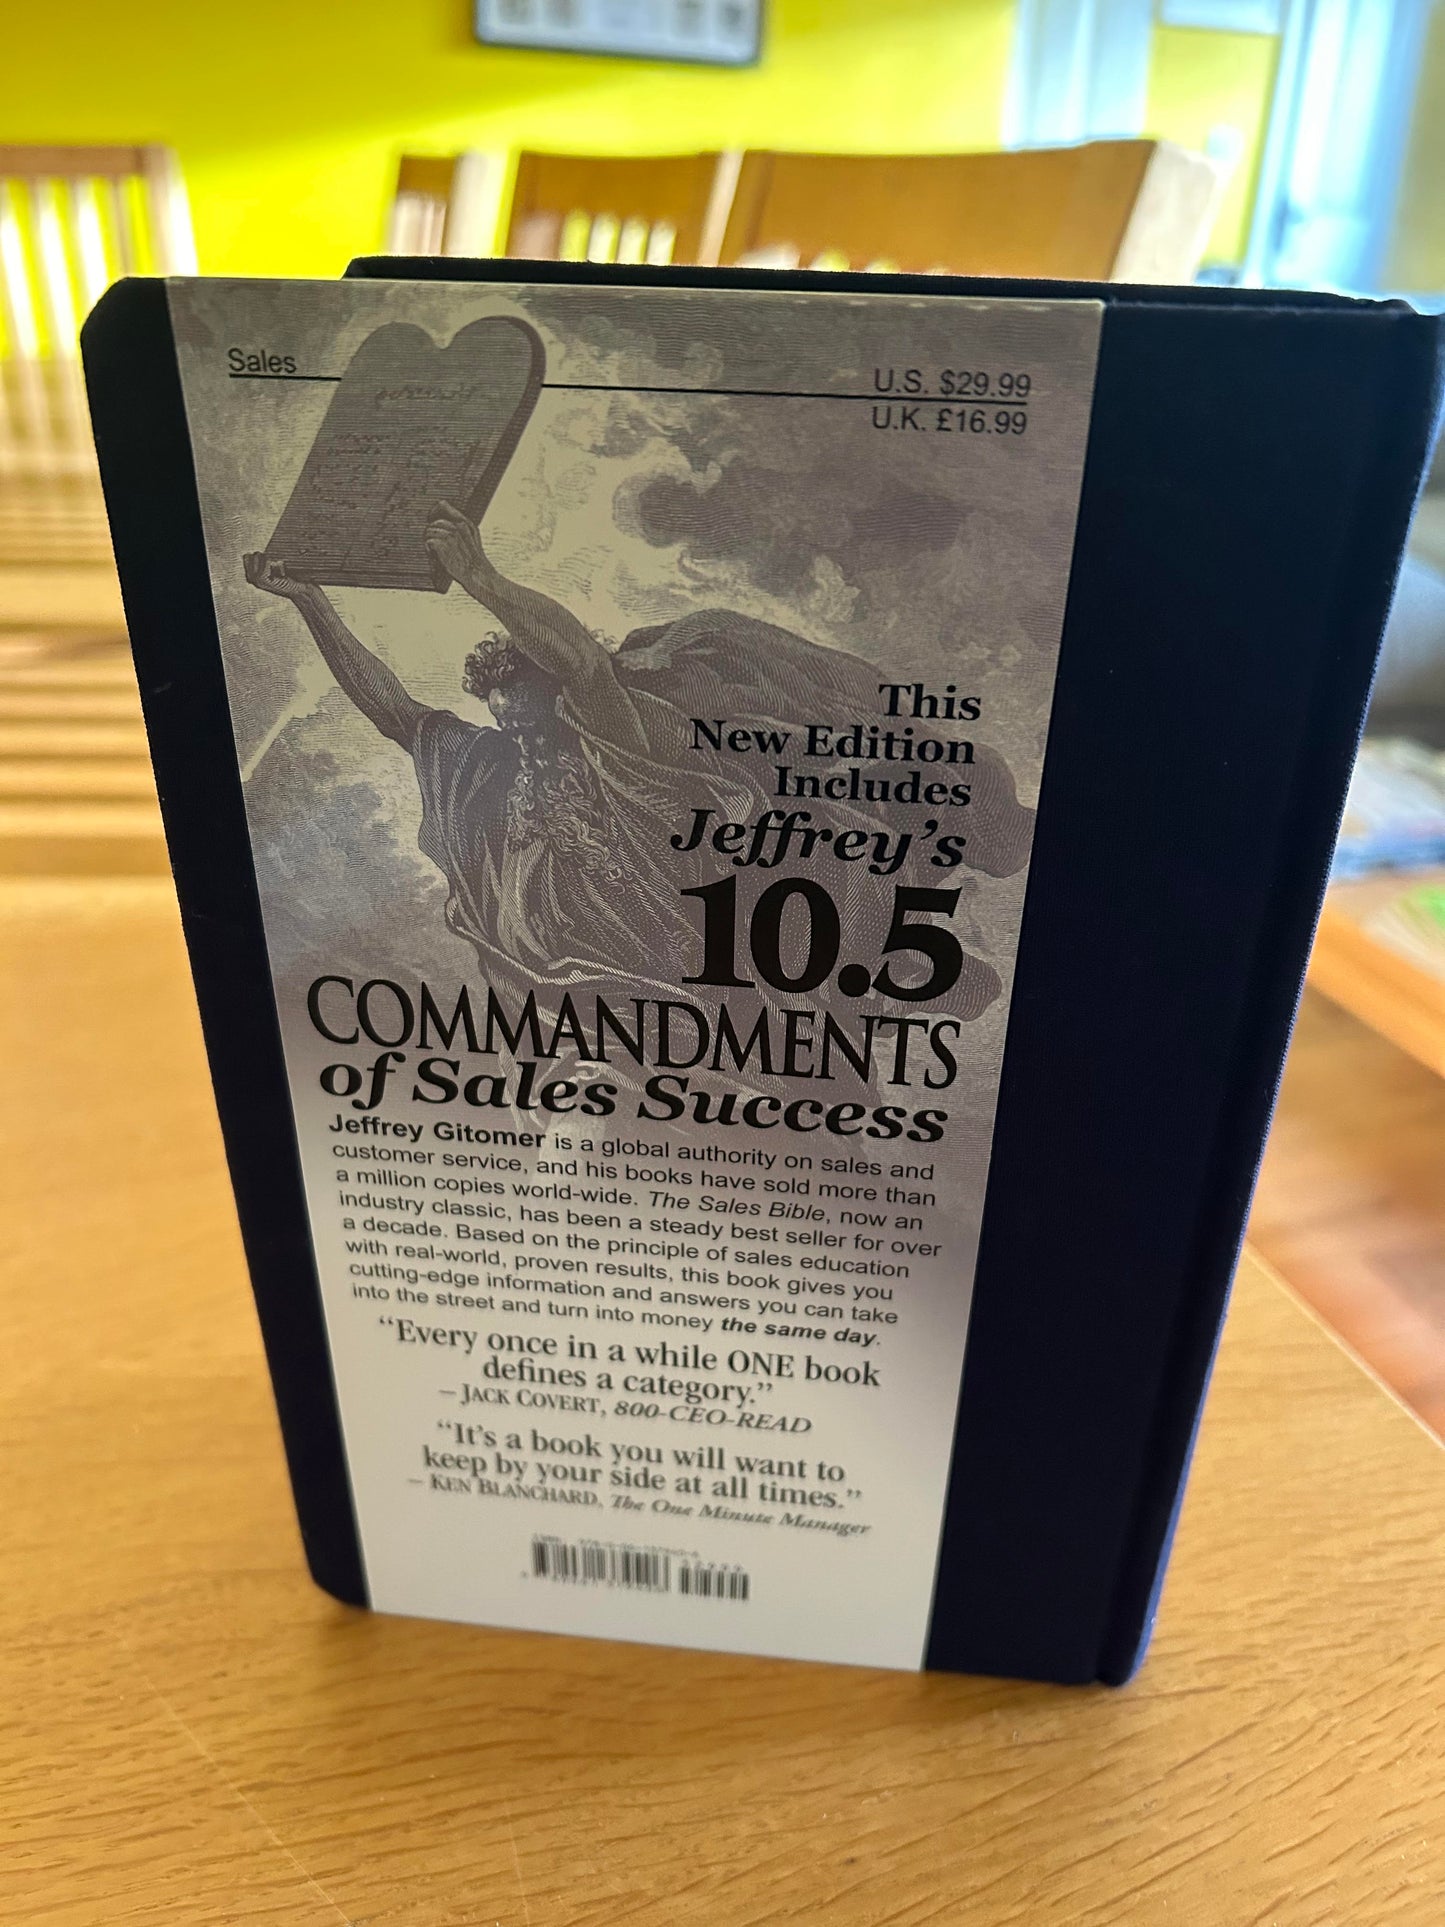 Sales
U.S. $29.99
U.K. £16.99
This
New Edition
Includes
Jeffrey's
10.5
COMMANDMENTS
of Sales Success
Jeffrey Gitomer is a global authority on sales and
customer service, and his books have sold more than
a million copies world-wide. The Sales Bible, now an
industry classic, has been a steady best seller for over
a decade. Based on the principle of sales education
with real-world, proven results, this book gives you
cutting-edge information and answers you can take
into the street and turn into money the same day.
“Every once in a while ONE book
defines a category.”
– JACK COVERT, 800-CEO-READ
“It's a book you will want to
keep by your side at all times.”
– KEN BLANCHARD, The One Minute Manager